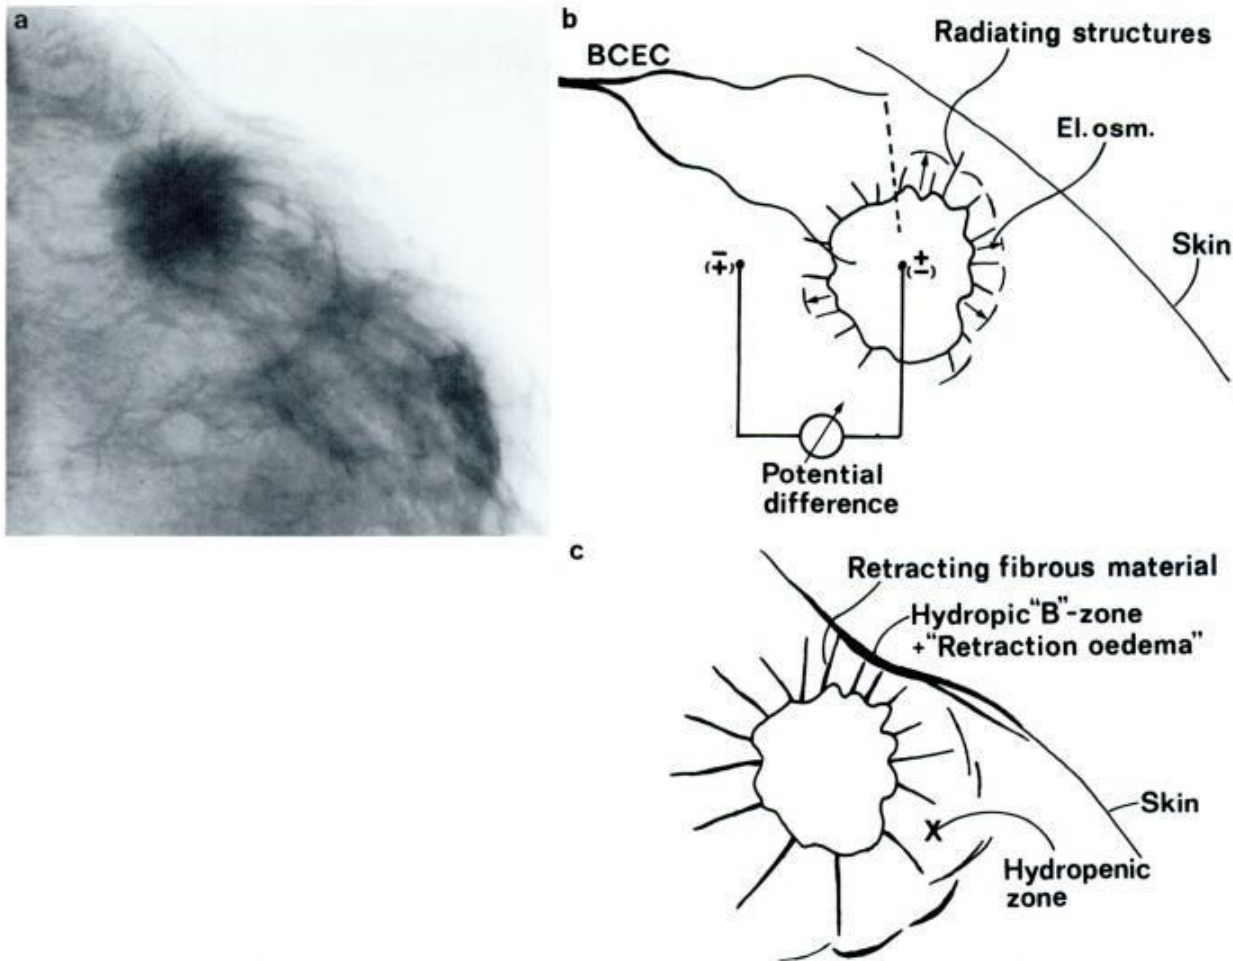 a
b
BCEC
Radiating structures
El. osm.
Skin
(∓)
(±)
Potential
difference
c
Retracting fibrous material
Hydropic "B"-zone
+"Retraction oedema"
Skin
X
Hydropenic
zone